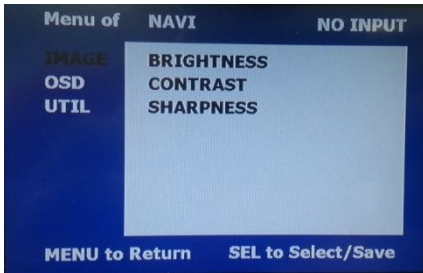 Menu of NAVI NO INPUT
IMAGE BRIGHTNESS
OSD CONTRAST
UTIL SHARPNESS
MENU to Return SEL to Select/Save